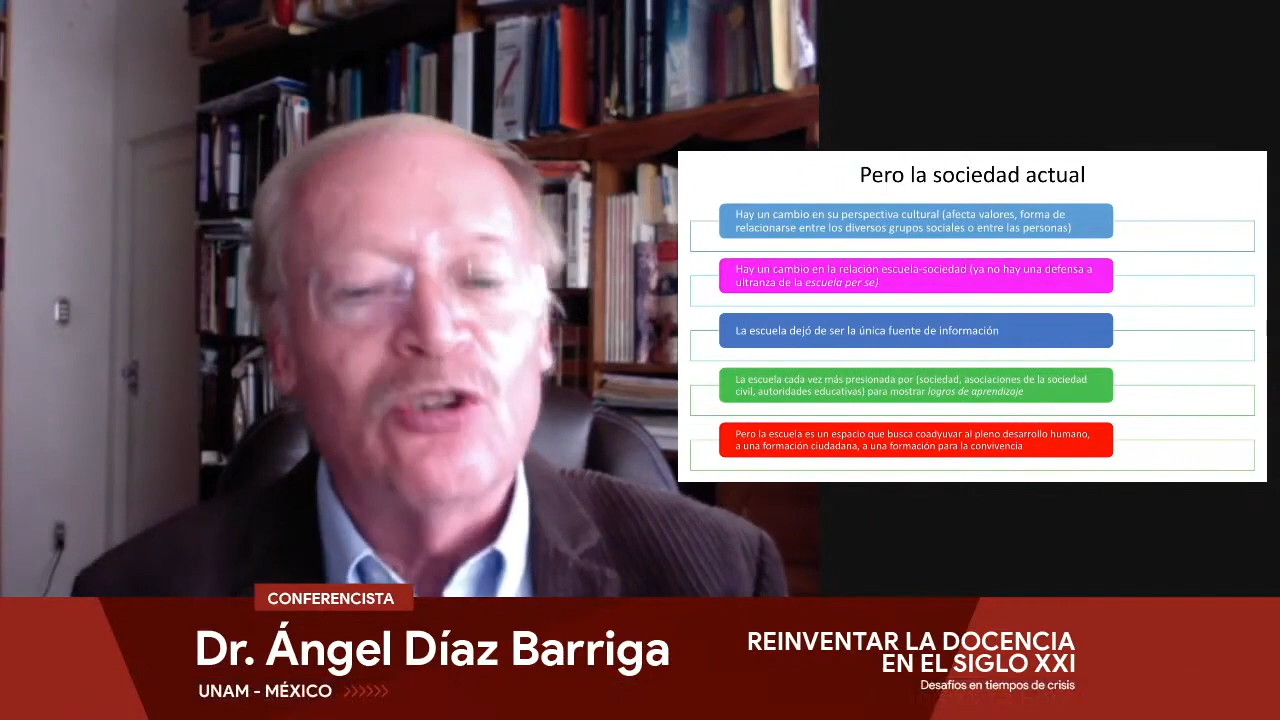 Pero la sociedad actual
Hay un cambio en su perspectiva cultural (afecta valores, forma de
relacionarse entre los diversos grupos sociales o entre las personas)
Hay un cambio en la relación escuela-sociedad (ya no hay una defensa a
ultranza de la escuela per se)
La escuela dejó de ser la única fuente de información
La escuela cada vez más presionada por (sociedad, asociaciones de la sociedad
civil, autoridades educativas) para mostrar logros de aprendizaje
Pero la escuela es un espacio que busca coadyuvar al pleno desarrollo humano,
a una formación ciudadana, a una formación para la convivencia
CONFERENCISTA
Dr. Ángel Díaz Barriga
UNAM - MÉXICO
REINVENTAR LA DOCENCIA
EN EL SIGLO XXI
Desafíos en tiempos de crisis